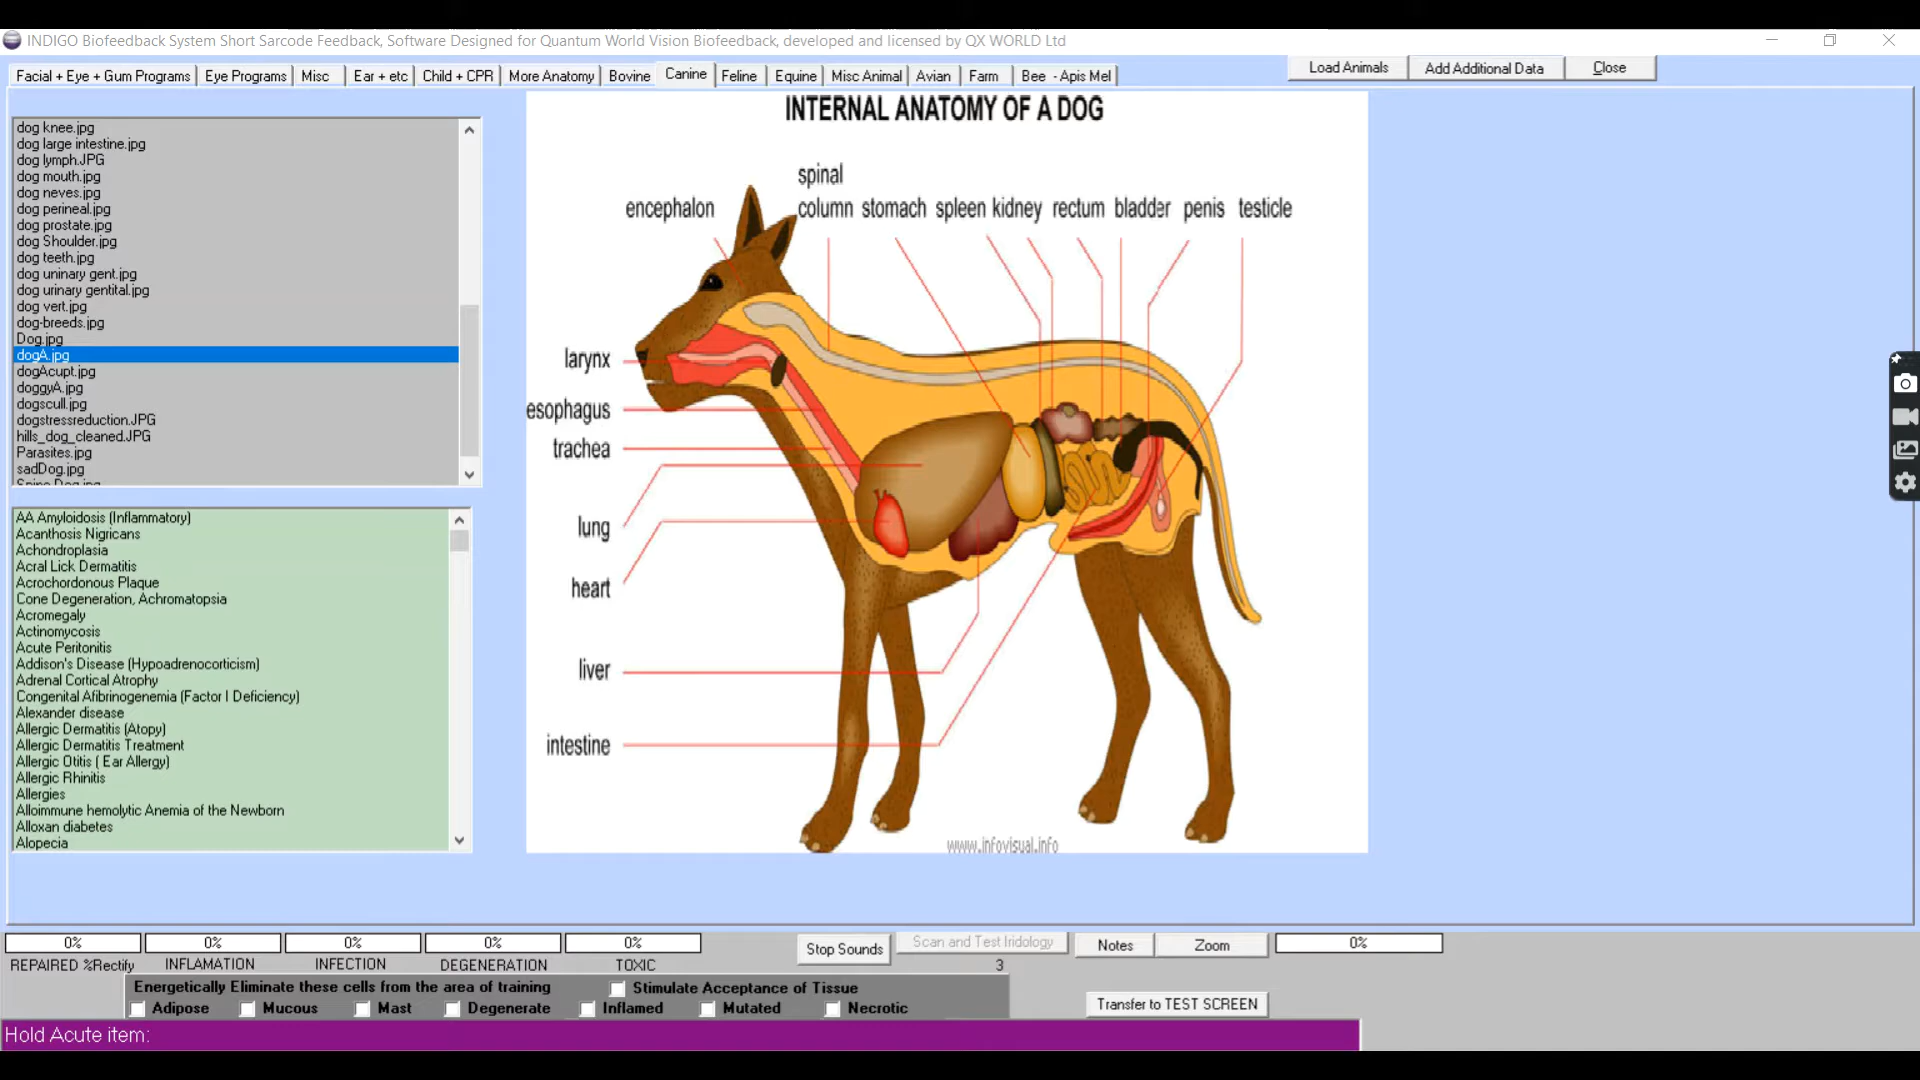 INDIGO Biofeedback System Short Sarcode Feedback, Software Designed for Quantum World Vision Biofeedback, developed and licensed by QX WORLD Ltd
Facial + Eye + Gum Programs Eye Programs Misc Ear + etc Child + CPR More Anatomy Bovine Canine Feline Equine Misc Animal Avian Farm Bee - Apis Mel
Load Animals Add Additional Data Close
dog knee.jpg
dog large intestine.jpg
dog lymph.JPG
dog mouth.jpg
dog neves.jpg
dog perineal.jpg
dog prostate.jpg
dog Shoulder.jpg
dog teeth.jpg
dog urinary gent.jpg
dog urinary gentital.jpg
dog vert.jpg
dog-breeds.jpg
Dog.jpg
dogA.jpg
dogAcupt.jpg
doggyA.jpg
dogscull.jpg
dogstressreduction.JPG
hills_dog_cleaned.JPG
Parasites.jpg
sadDog.jpg
Spine Dog.jpg
AA Amyloidosis (Inflammatory)
Acanthosis Nigricans
Achondroplasia
Acral Lick Dermatitis
Acrochordonous Plaque
Cone Degeneration, Achromatopsia
Acromegaly
Actinomycosis
Acute Peritonitis
Addison's Disease (Hypoadrenocorticism)
Adrenal Cortical Atrophy
Congenital Afibrinogenemia (Factor I Deficiency)
Alexander disease
Allergic Dermatitis (Atopy)
Allergic Dermatitis Treatment
Allergic Otitis ( Ear Allergy)
Allergic Rhinitis
Allergies
Alloimmune hemolytic Anemia of the Newborn
Alloxan diabetes
Alopecia
INTERNAL ANATOMY OF A DOG
spinal
encephalon column stomach spleen kidney rectum bladder penis testicle
larynx
esophagus
trachea
lung
heart
liver
intestine
www.infovisual.info
0% 0% 0% 0% 0%
REPAIRED %Rectify INFLAMATION INFECTION DEGENERATION TOXIC
Stop Sounds Scan and Test Iridology Notes Zoom 0%
3
Energetically Eliminate these cells from the area of training Stimulate Acceptance of Tissue
Adipose Mucous Mast Degenerate Inflamed Mutated Necrotic
Transfer to TEST SCREEN
Hold Acute item: